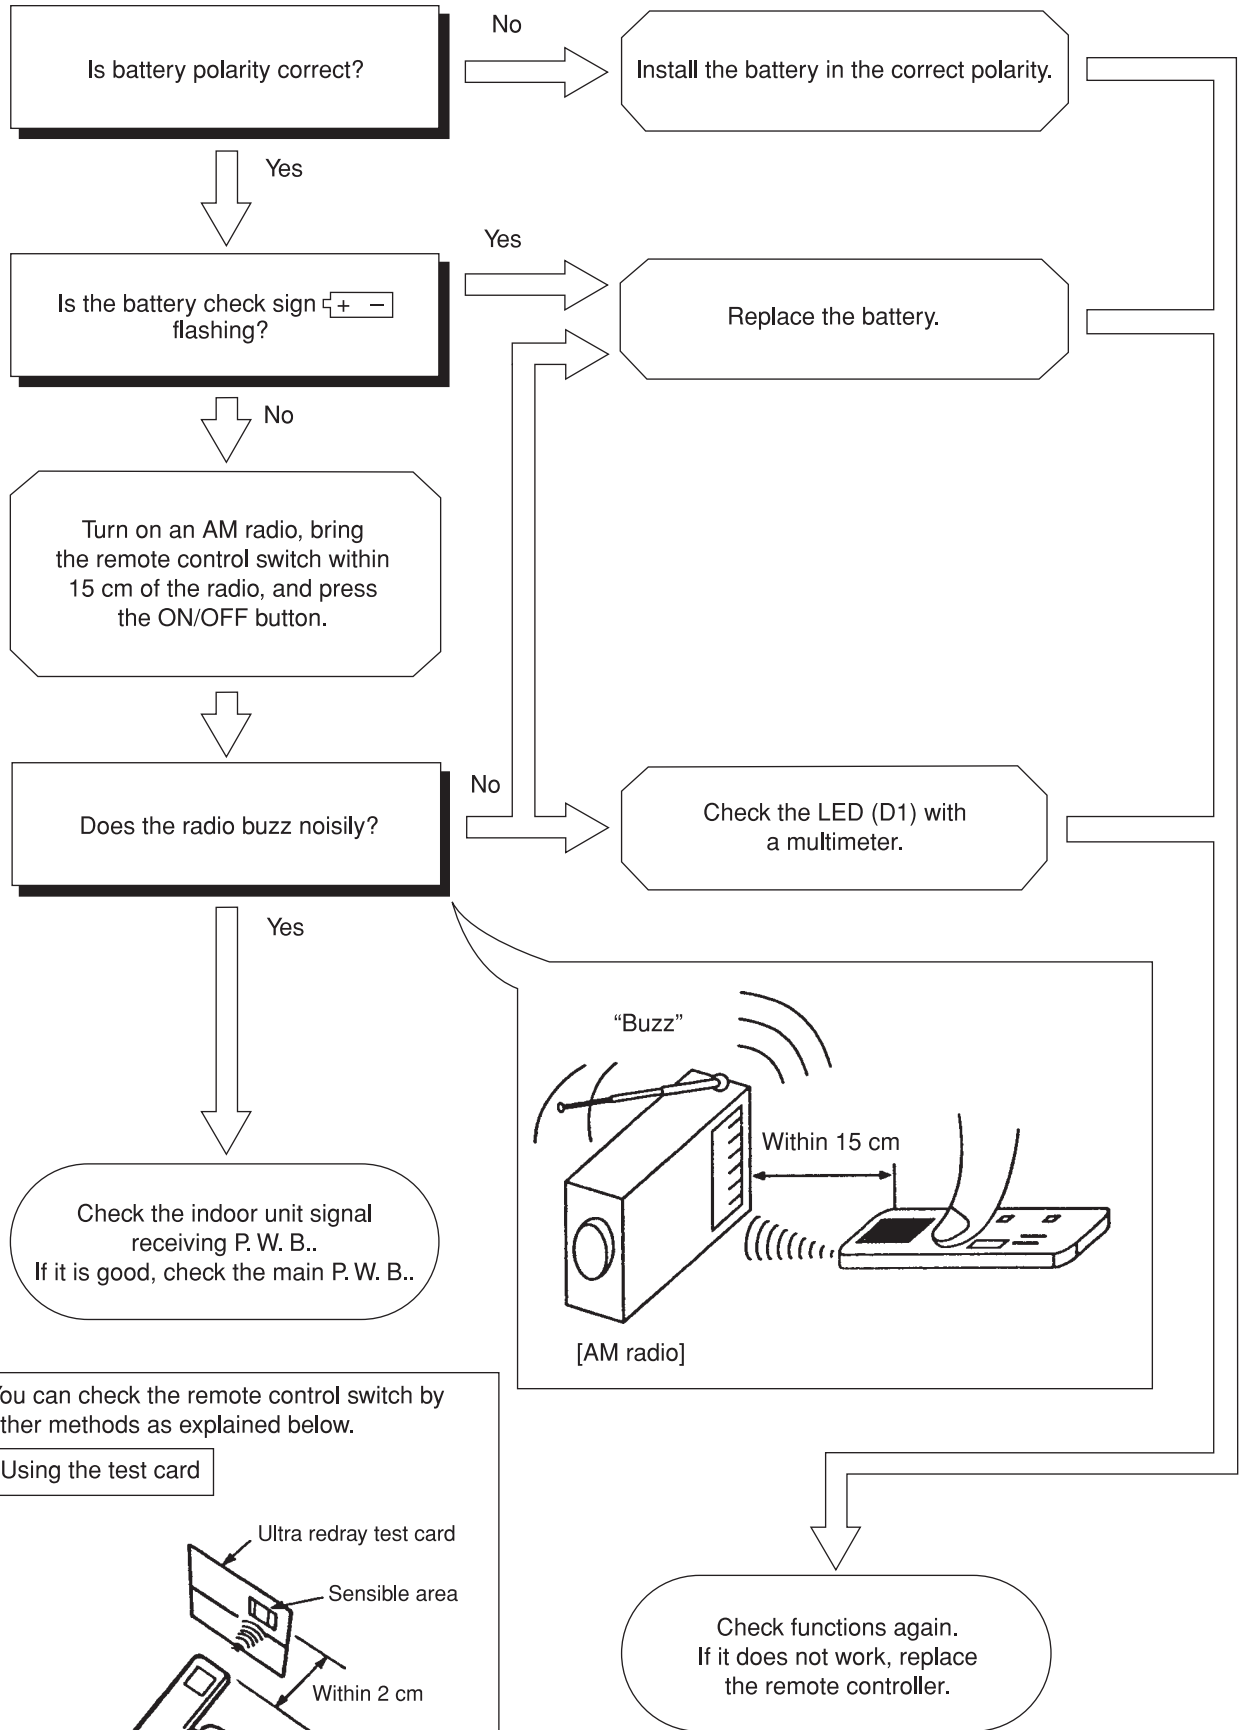 Is battery polarity correct?
No
Install the battery in the correct polarity.
Yes
Is the battery check sign + −
flashing?
Yes
Replace the battery.
No
Turn on an AM radio, bring
the remote control switch within
15 cm of the radio, and press
the ON/OFF button.
Does the radio buzz noisily?
No
Check the LED (D1) with
a multimeter.
Yes
“Buzz”
Within 15 cm
[AM radio]
Check the indoor unit signal
receiving P. W. B..
If it is good, check the main P. W. B..
You can check the remote control switch by
ther methods as explained below.
Using the test card
Ultra redray test card
Sensible area
Within 2 cm
Check functions again.
If it does not work, replace
the remote controller.